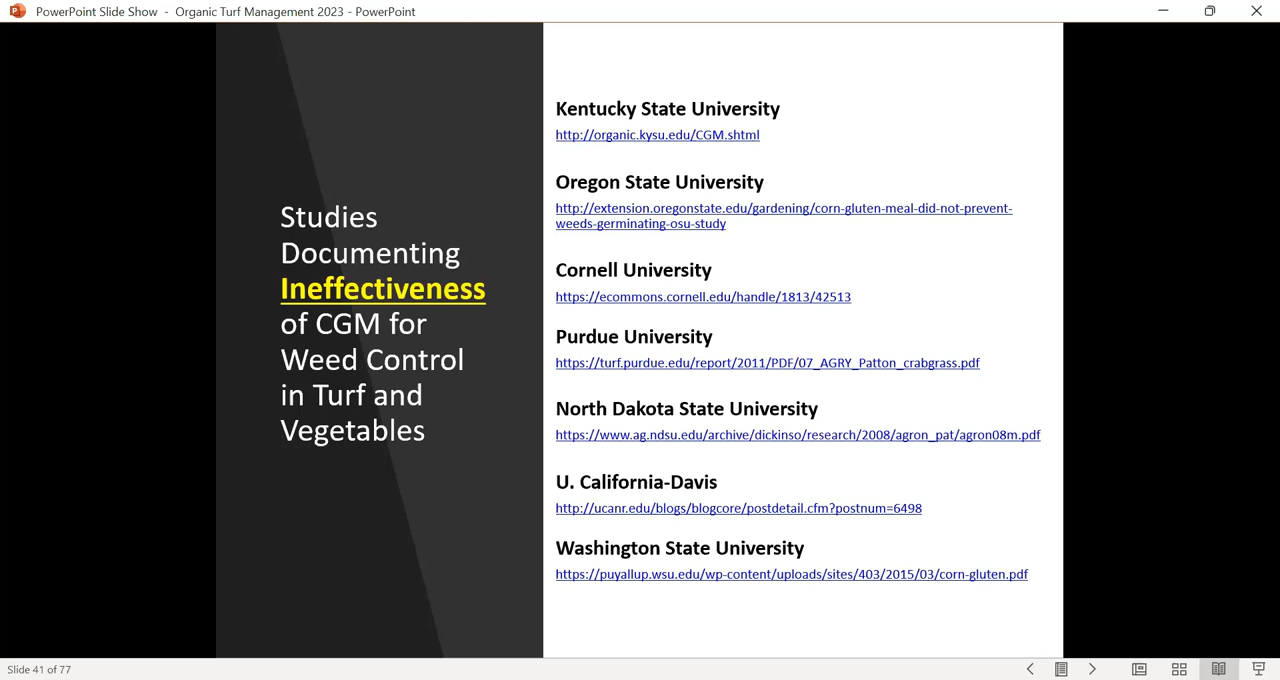 PowerPoint Slide Show - Organic Turf Management 2023 - PowerPoint
Studies
Documenting
Ineffectiveness
of CGM for
Weed Control
in Turf and
Vegetables
Kentucky State University
http://organic.kysu.edu/CGM.shtml
Oregon State University
http://extension.oregonstate.edu/gardening/corn-gluten-meal-did-not-prevent-
weeds-germinating-osu-study
Cornell University
https://ecommons.cornell.edu/handle/1813/42513
Purdue University
https://turf.purdue.edu/report/2011/PDF/07_AGRY_Patton_crabgrass.pdf
North Dakota State University
https://www.ag.ndsu.edu/archive/dickinso/research/2008/agron_pat/agron08m.pdf
U. California-Davis
http://ucanr.edu/blogs/blogcore/postdetail.cfm?postnum=6498
Washington State University
https://puyallup.wsu.edu/wp-content/uploads/sites/403/2015/03/corn-gluten.pdf
Slide 41 of 77